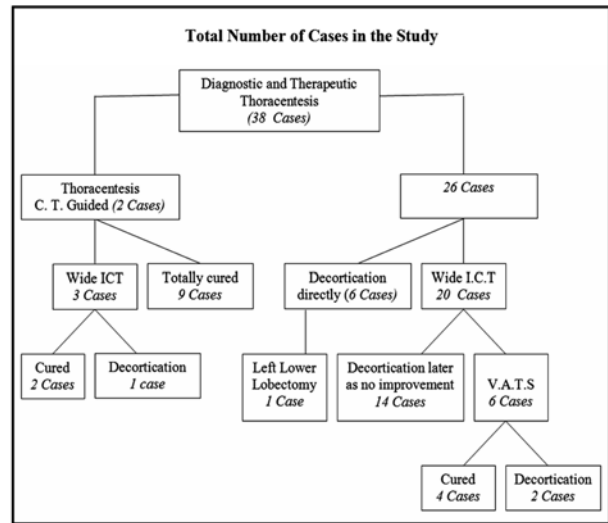 Total Number of Cases in the Study
Diagnostic and Therapeutic
Thoracentesis
(38 Cases)
Thoracentesis
C. T. Guided (2 Cases)
26 Cases
Wide ICT
3 Cases
Totally cured
9 Cases
Decortication
directly (6 Cases)
Wide I.C.T
20 Cases
Cured
2 Cases
Decortication
1 case
Left Lower
Lobectomy
1 Case
Decortication later
as no improvement
14 Cases
V.A.T.S
6 Cases
Cured
4 Cases
Decortication
2 Cases